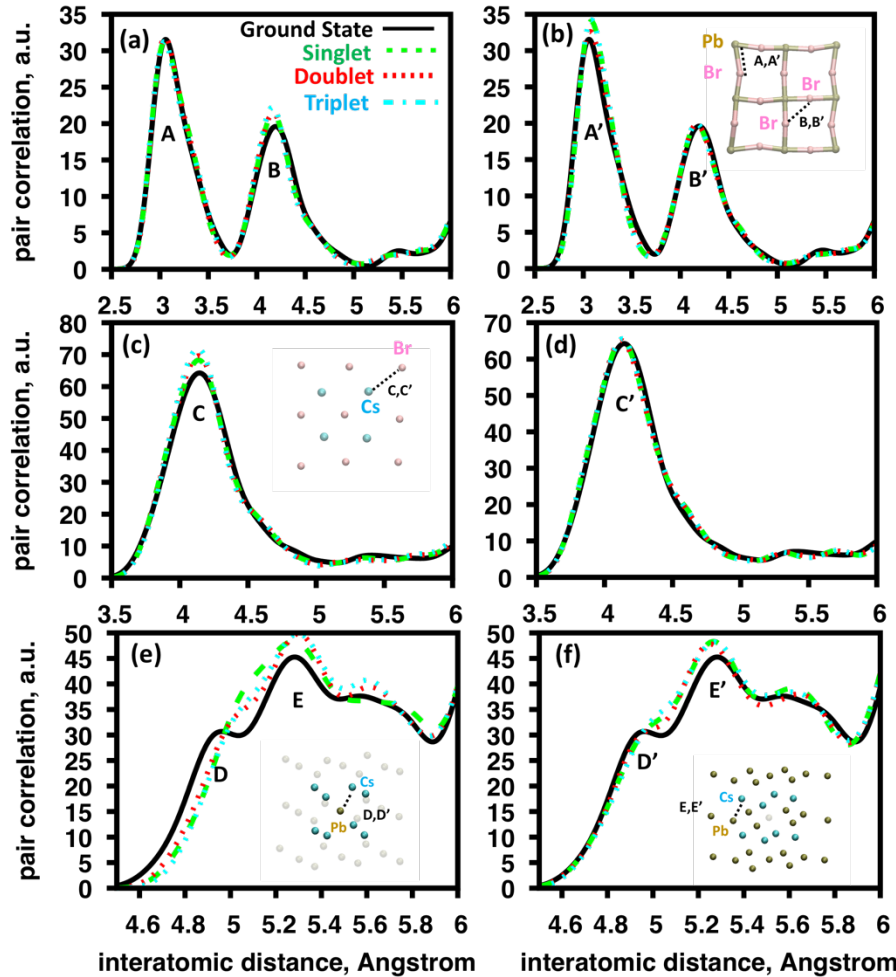 Ground State
Singlet
Doublet
Triplet
pair correlation, a.u.
35
30
25
20
15
10
5
0
(a)
A
B
2.5 3 3.5 4 4.5 5 5.5 6
35
30
25
20
15
10
5
0
(b)
A'
B'
Pb
Br
A,A'
Br
Br
B,B'
2.5 3 3.5 4 4.5 5 5.5 6
pair correlation, a.u.
80
70
60
50
40
30
20
10
0
(c)
C
Br
Cs
C,C'
3.5 4 4.5 5 5.5 6
70
60
50
40
30
20
10
0
(d)
C'
3.5 4 4.5 5 5.5 6
pair correlation, a.u.
50
45
40
35
30
25
20
15
10
5
0
(e)
D
E
Cs
Pb
D,D'
4.6 4.8 5 5.2 5.4 5.6 5.8 6
interatomic distance, Angstrom
50
45
40
35
30
25
20
15
10
5
0
(f)
D'
E'
Cs
E,E'
Pb
4.6 4.8 5 5.2 5.4 5.6 5.8 6
interatomic distance, Angstrom